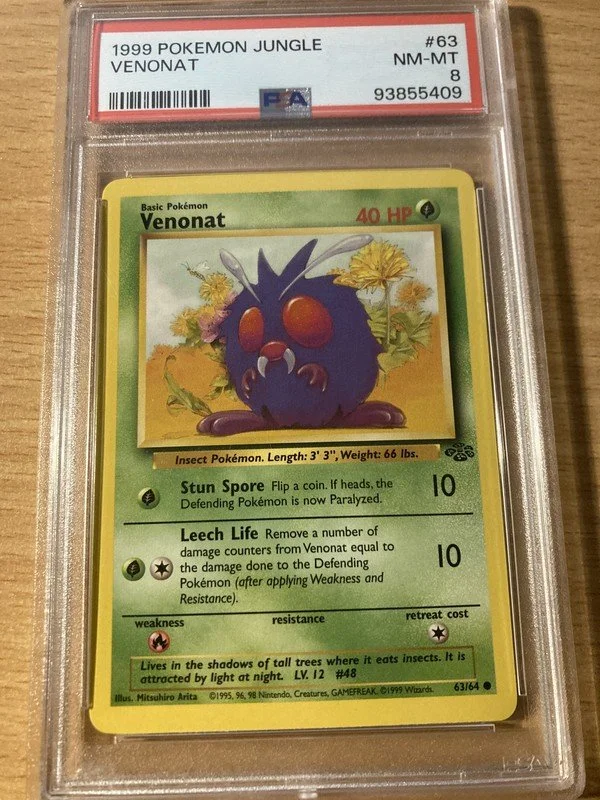 1999 POKEMON JUNGLE #63
VENONAT NM-MT
8
PSA 93855409
Basic Pokémon
Venonat 40 HP
Insect Pokémon. Length: 3' 3", Weight: 66 lbs.
Stun Spore Flip a coin. If heads, the 10
Defending Pokémon is now Paralyzed.
Leech Life Remove a number of
damage counters from Venonat equal to
the damage done to the Defending 10
Pokémon (after applying Weakness and
Resistance).
weakness resistance retreat cost
Lives in the shadows of tall trees where it eats insects. It is
attracted by light at night. LV. 12 #48
Illus. Mitsuhiro Arita ©1995, 96, 98 Nintendo, Creatures, GAMEFREAK. ©1999 Wizards. 63/64